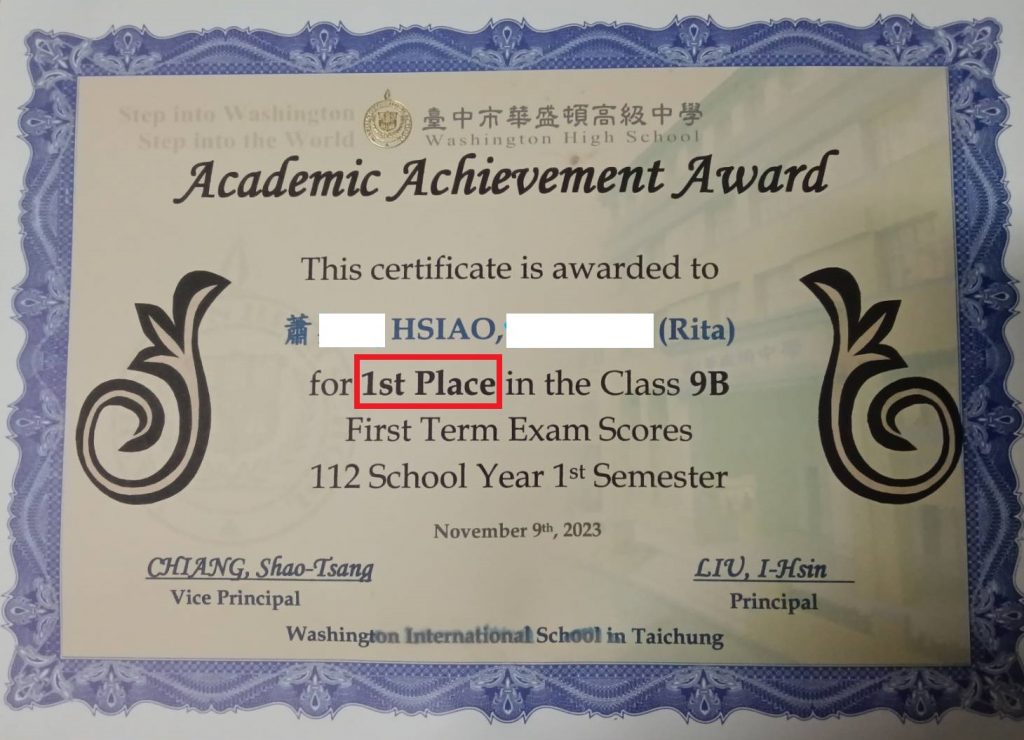 Step into Washington
Step into the World
臺中市華盛頓高級中學
Washington High School
Academic Achievement Award
This certificate is awarded to
蕭 HSIAO, (Rita)
for 1st Place in the Class 9B
First Term Exam Scores
112 School Year 1st Semester
November 9th, 2023
CHIANG, Shao-Tsang
Vice Principal
LIU, I-Hsin
Principal
Washington International School in Taichung